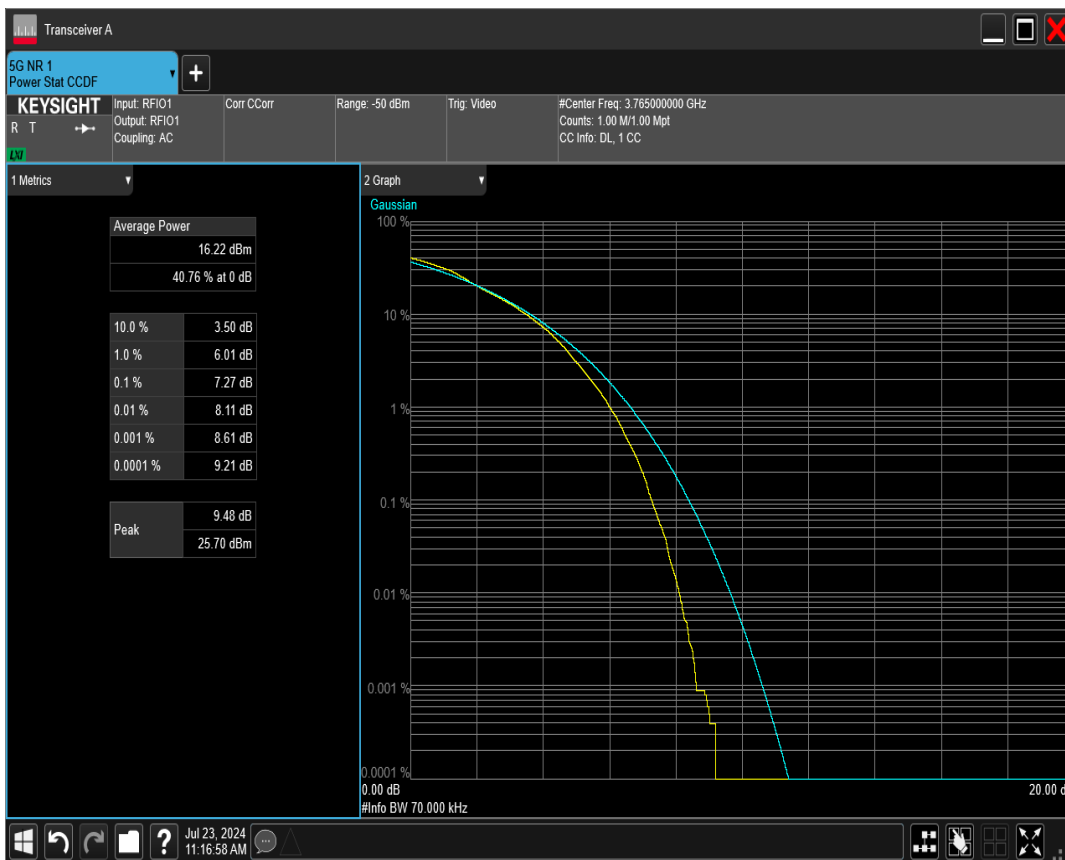 Transceiver A
5G NR 1
Power Stat CCDF
KEYSIGHT
R T
LXI
Input: RFIO1
Output: RFIO1
Coupling: AC
Corr CCorr
Range: -50 dBm
Trig: Video
#Center Freq: 3.765000000 GHz
Counts: 1.00 M/1.00 Mpt
CC Info: DL, 1 CC
1 Metrics
Average Power
16.22 dBm
40.76 % at 0 dB
10.0 % 3.50 dB
1.0 % 6.01 dB
0.1 % 7.27 dB
0.01 % 8.11 dB
0.001 % 8.61 dB
0.0001 % 9.21 dB
Peak
9.48 dB
25.70 dBm
2 Graph
Gaussian
100 %
10 %
1 %
0.1 %
0.01 %
0.001 %
0.0001 %
0.00 dB
20.00 d
#Info BW 70.000 kHz
?
Jul 23, 2024
11:16:58 AM